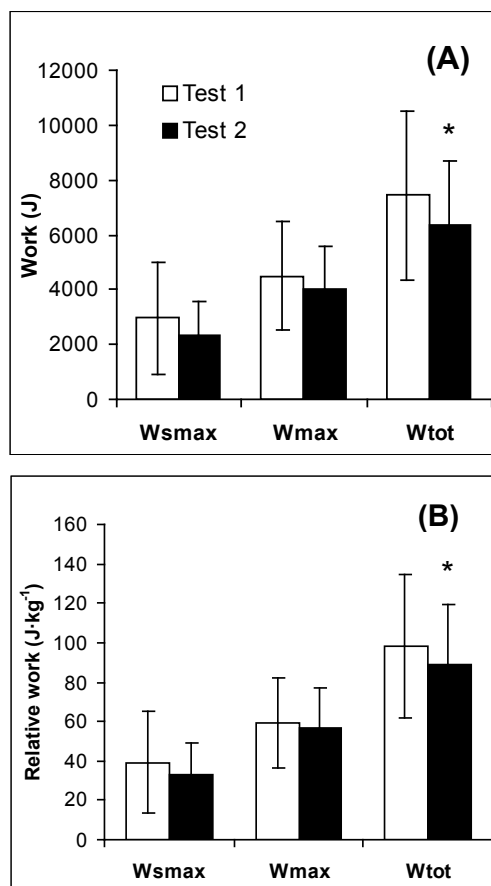 (A)
12000
10000
8000
6000
4000
2000
0
Work (J)
Test 1
Test 2
*
Wsmax Wmax Wtot
(B)
160
140
120
100
80
60
40
20
0
Relative work (J·kg⁻¹)
*
Wsmax Wmax Wtot